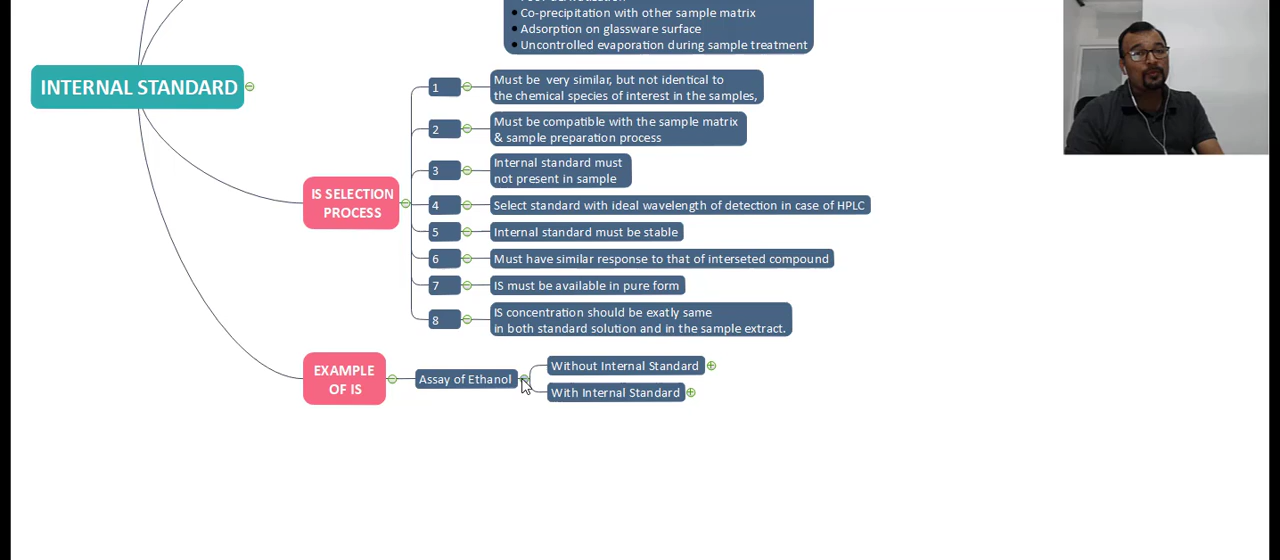 Co-precipitation with other sample matrix
Adsorption on glassware surface
Uncontrolled evaporation during sample treatment
INTERNAL STANDARD
IS SELECTION
PROCESS
1
Must be very similar, but not identical to
the chemical species of interest in the samples,
2
Must be compatible with the sample matrix
& sample preparation process
3
Internal standard must
not present in sample
4
Select standard with ideal wavelength of detection in case of HPLC
5
Internal standard must be stable
6
Must have similar response to that of interseted compound
7
IS must be available in pure form
8
IS concentration should be exatly same
in both standard solution and in the sample extract.
EXAMPLE
OF IS
Assay of Ethanol
Without Internal Standard
With Internal Standard